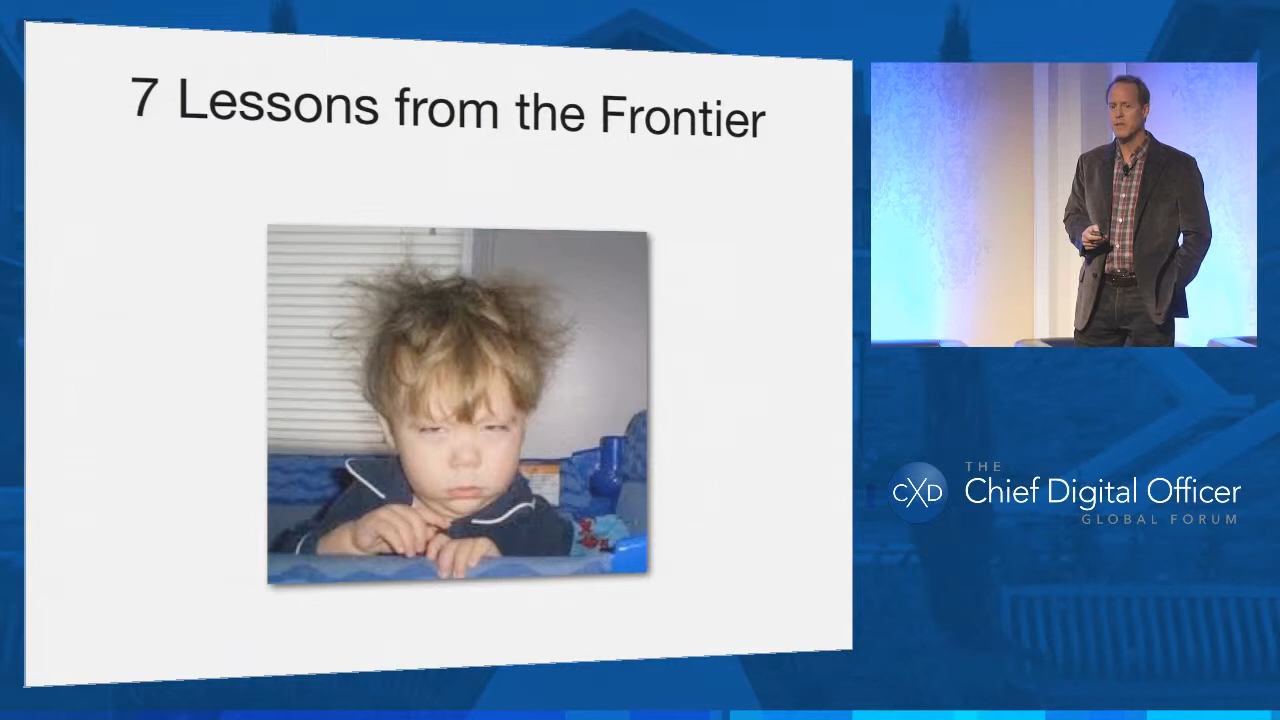 7 Lessons from the Frontier
CXD
THE
Chief Digital Officer
GLOBAL FORUM